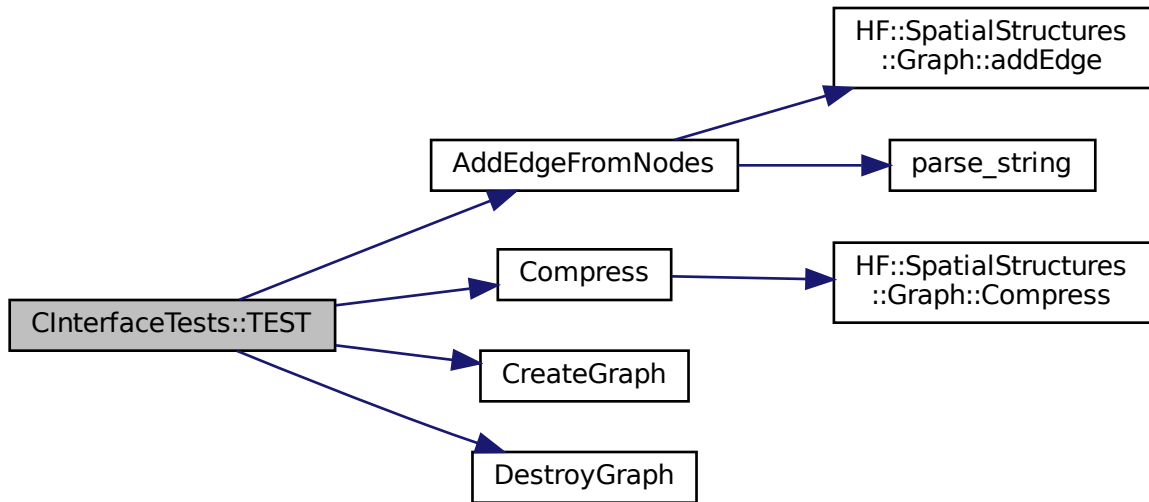 HF::SpatialStructures
::Graph::addEdge
AddEdgeFromNodes
parse_string
Compress
HF::SpatialStructures
::Graph::Compress
CInterfaceTests::TEST
CreateGraph
DestroyGraph